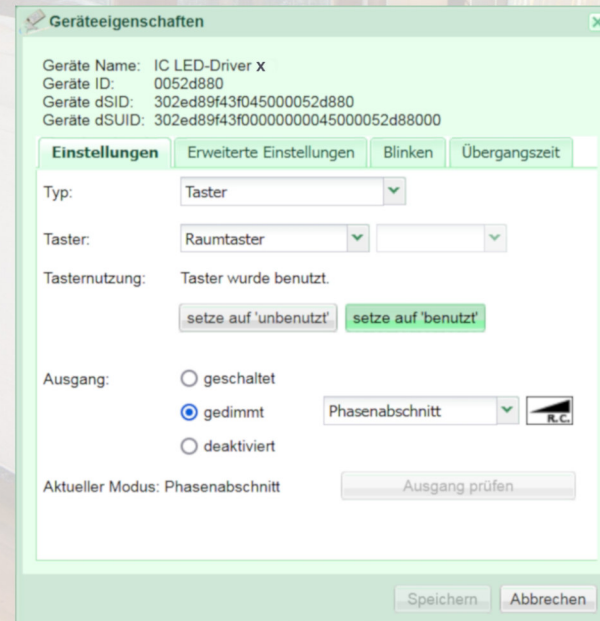 Geräteeigenschaften
Geräte Name: IC LED-Driver x
Geräte ID: 0052d880
Geräte dSID: 302ed89f43f045000052d880
Geräte dSUID: 302ed89f43f00000000045000052d88000
Einstellungen Erweiterte Einstellungen Blinken Übergangszeit
Typ: Taster
Taster: Raumtaster
Tasternutzung: Taster wurde benutzt.
setze auf 'unbenutzt' setze auf 'benutzt'
Ausgang: geschaltet
gedimmt Phasenabschnitt R.C.
deaktiviert
Aktueller Modus: Phasenabschnitt Ausgang prüfen
Speichern Abbrechen